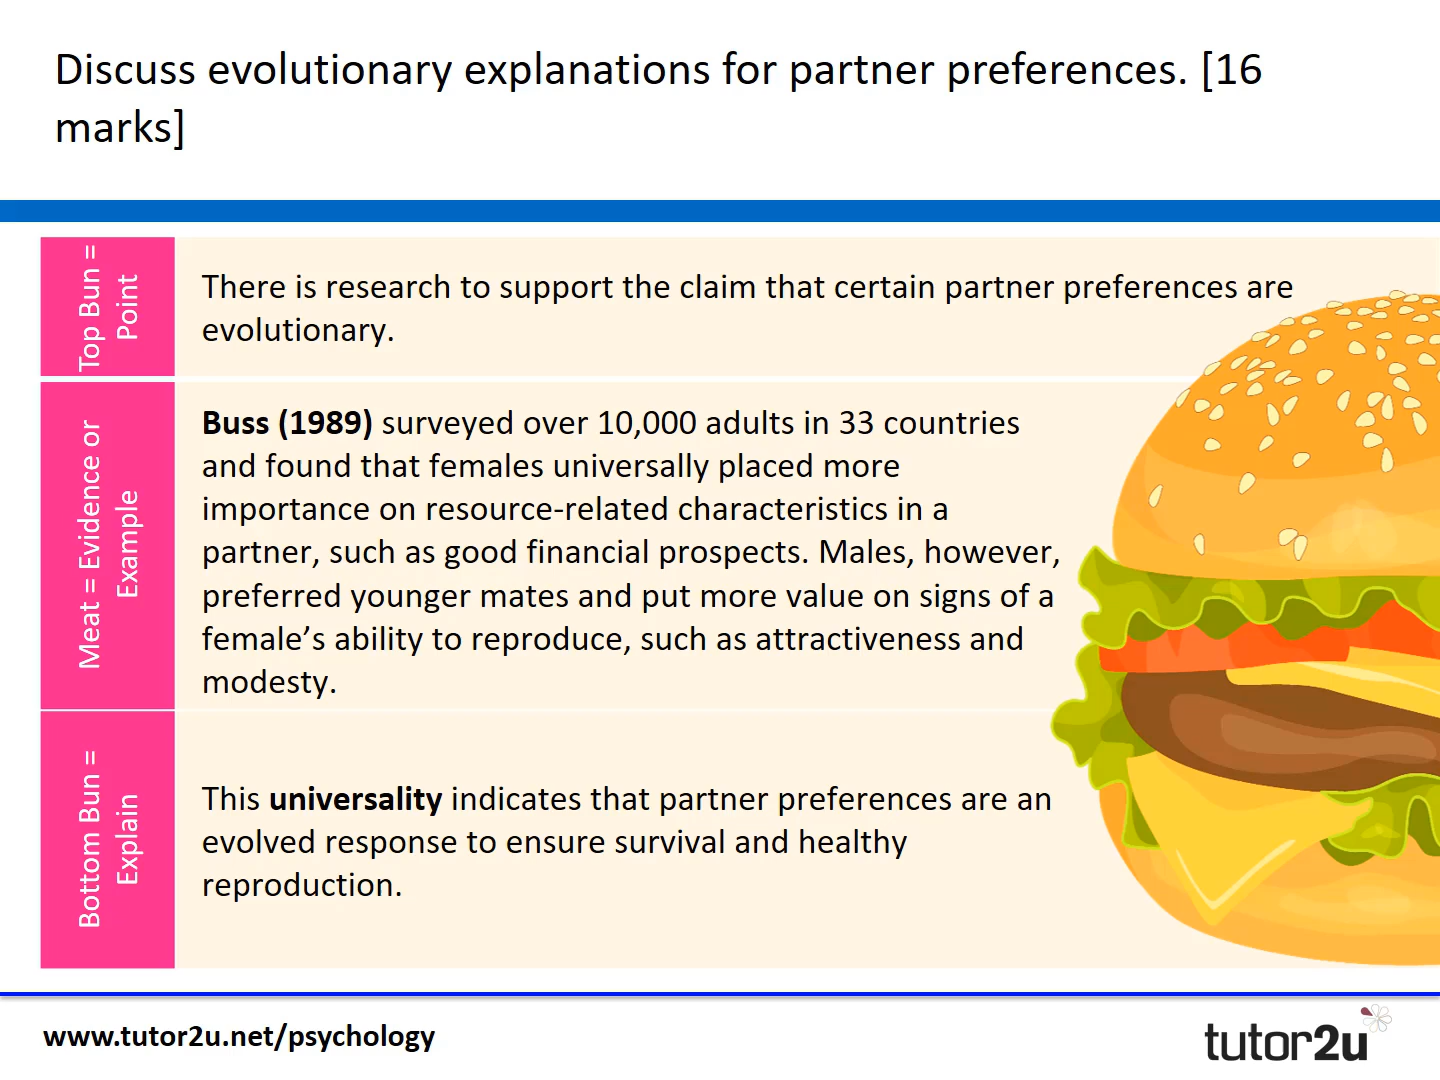 Discuss evolutionary explanations for partner preferences. [16
marks]
Top Bun =
Point
There is research to support the claim that certain partner preferences are
evolutionary.
Meat = Evidence or
Example
Buss (1989) surveyed over 10,000 adults in 33 countries
and found that females universally placed more
importance on resource-related characteristics in a
partner, such as good financial prospects. Males, however,
preferred younger mates and put more value on signs of a
female’s ability to reproduce, such as attractiveness and
modesty.
Bottom Bun =
Explain
This universality indicates that partner preferences are an
evolved response to ensure survival and healthy
reproduction.
www.tutor2u.net/psychology
tutor2u